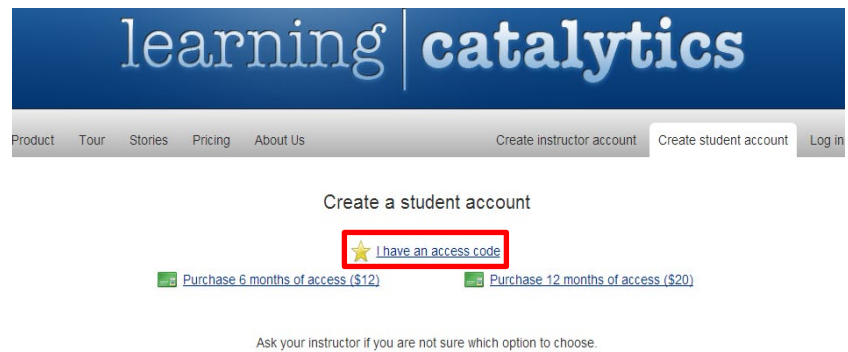 learning catalytics
Product Tour Stories Pricing About Us Create instructor account Create student account Log in
Create a student account
I have an access code
Purchase 6 months of access ($12) Purchase 12 months of access ($20)
Ask your instructor if you are not sure which option to choose.